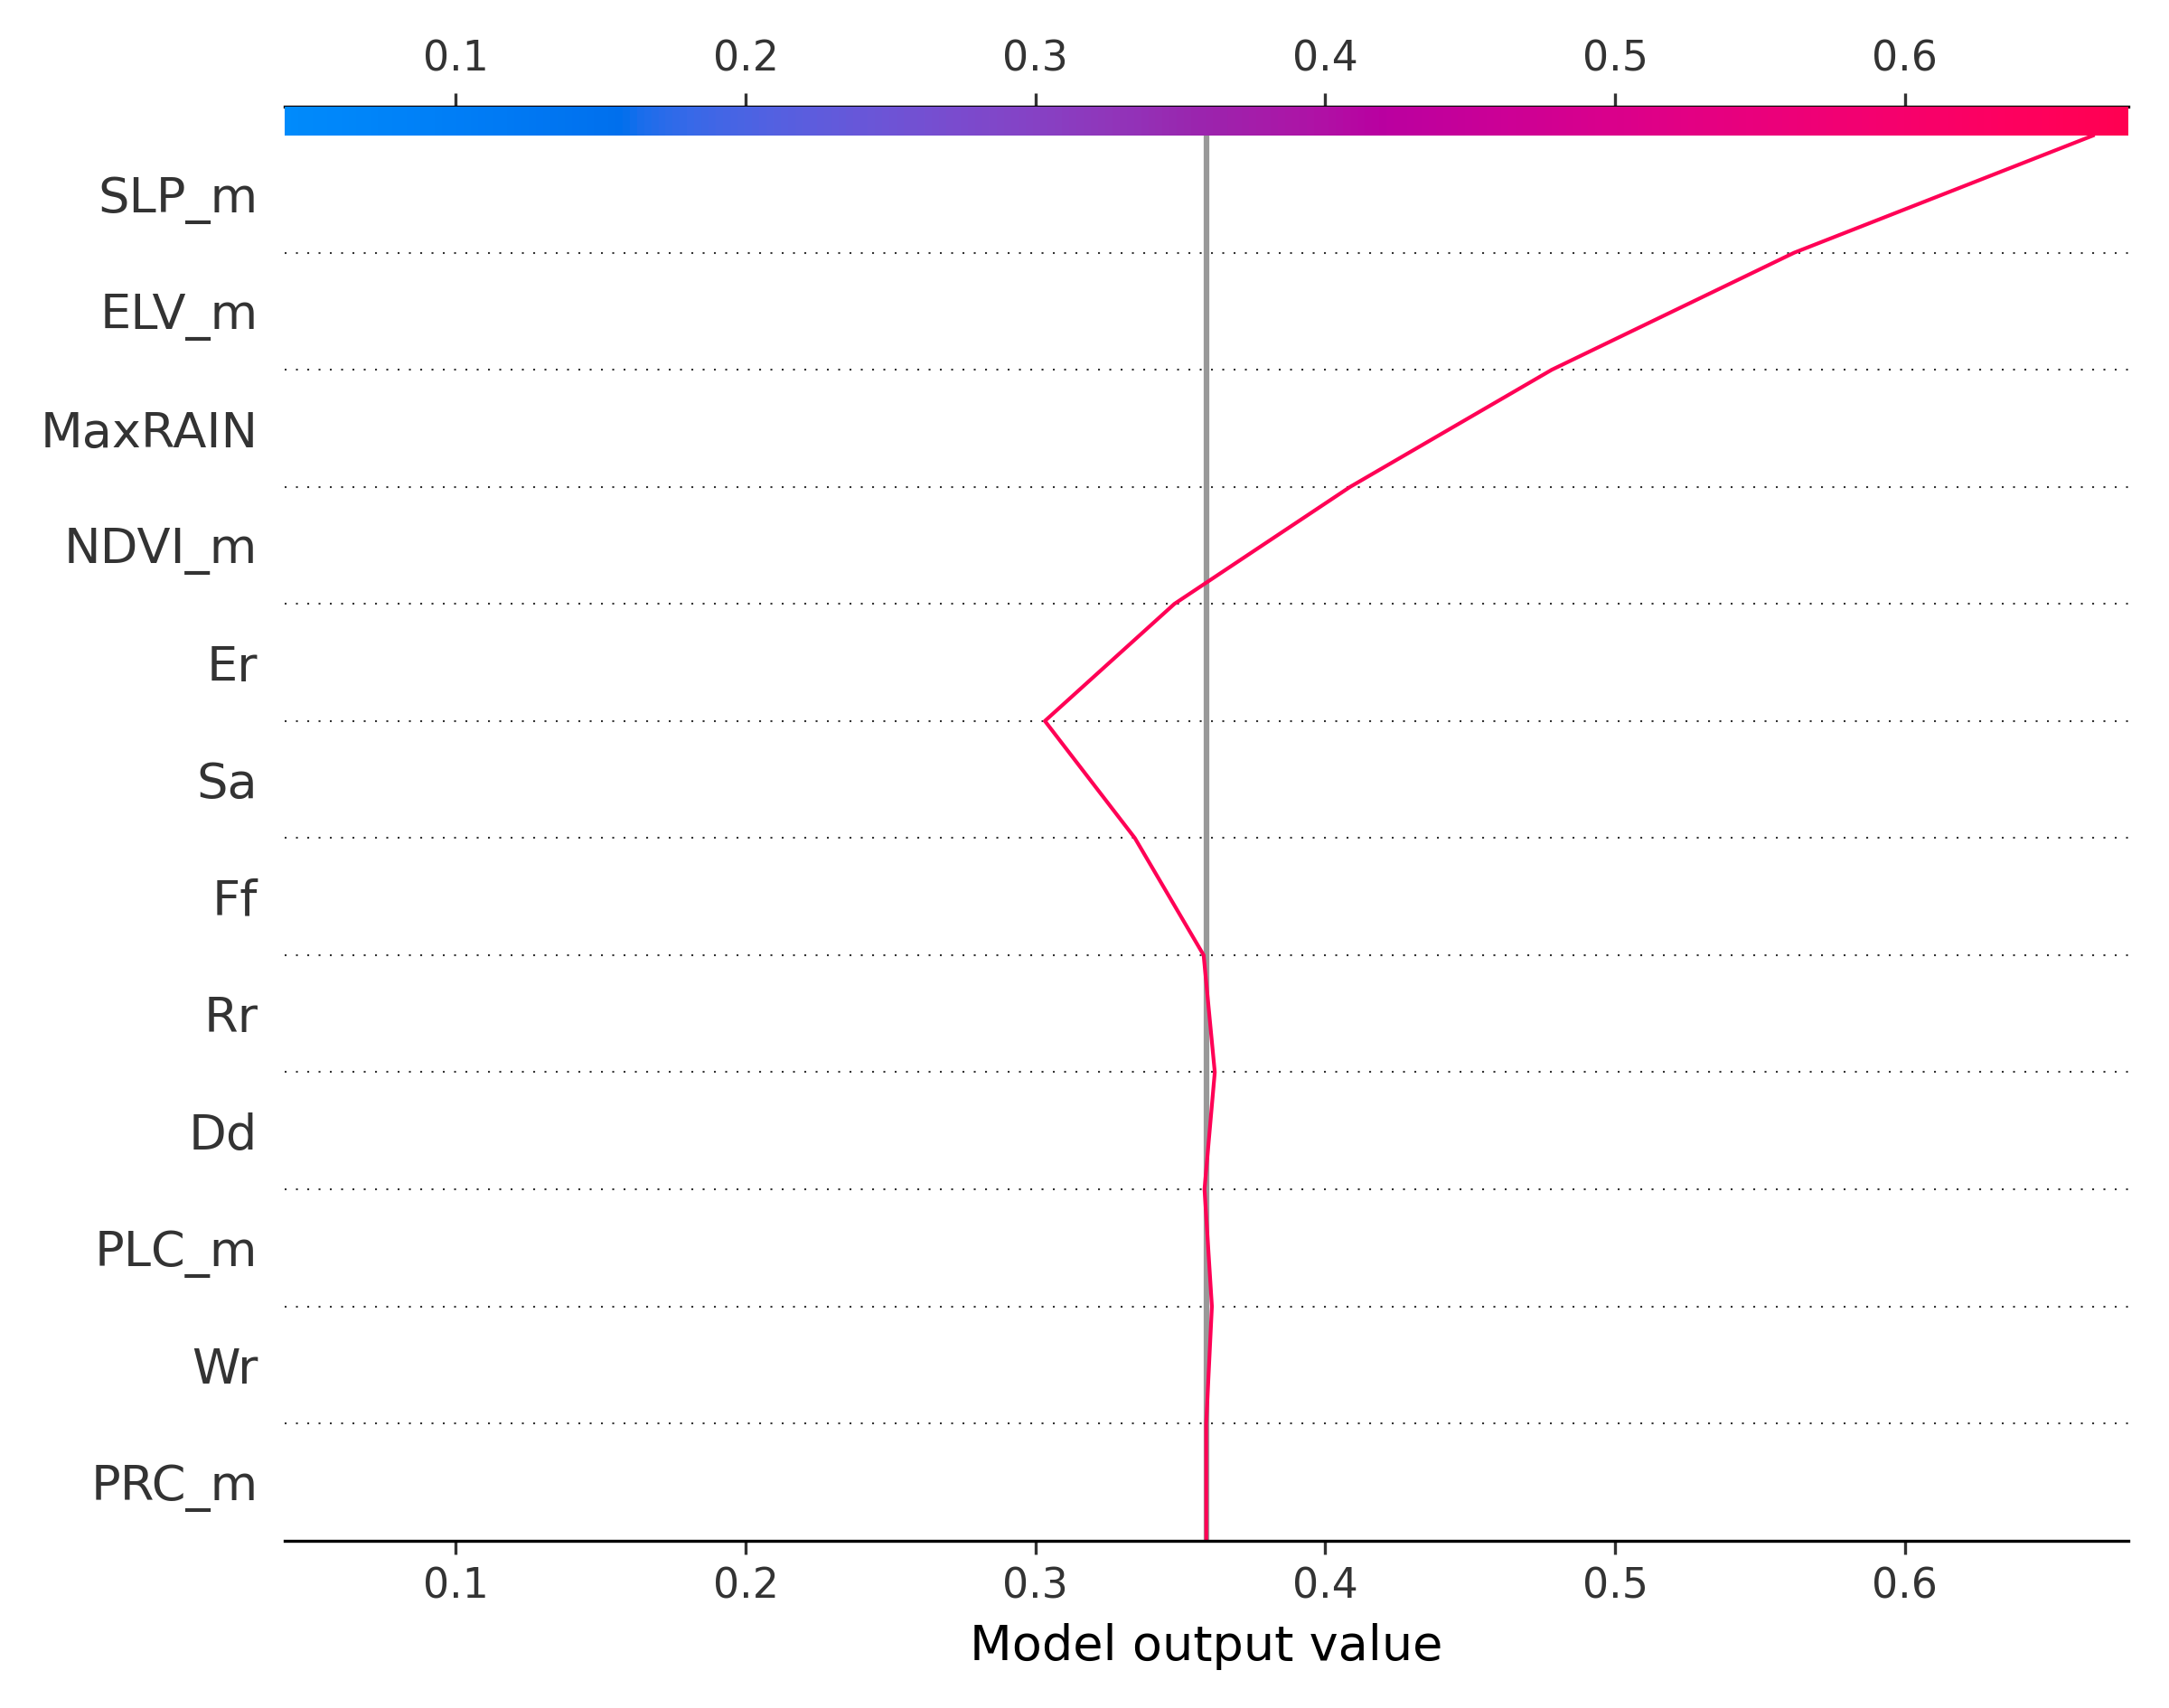 0.1 0.2 0.3 0.4 0.5 0.6
SLP_m
ELV_m
MaxRAIN
NDVI_m
Er
Sa
Ff
Rr
Dd
PLC_m
Wr
PRC_m
0.1 0.2 0.3 0.4 0.5 0.6
Model output value